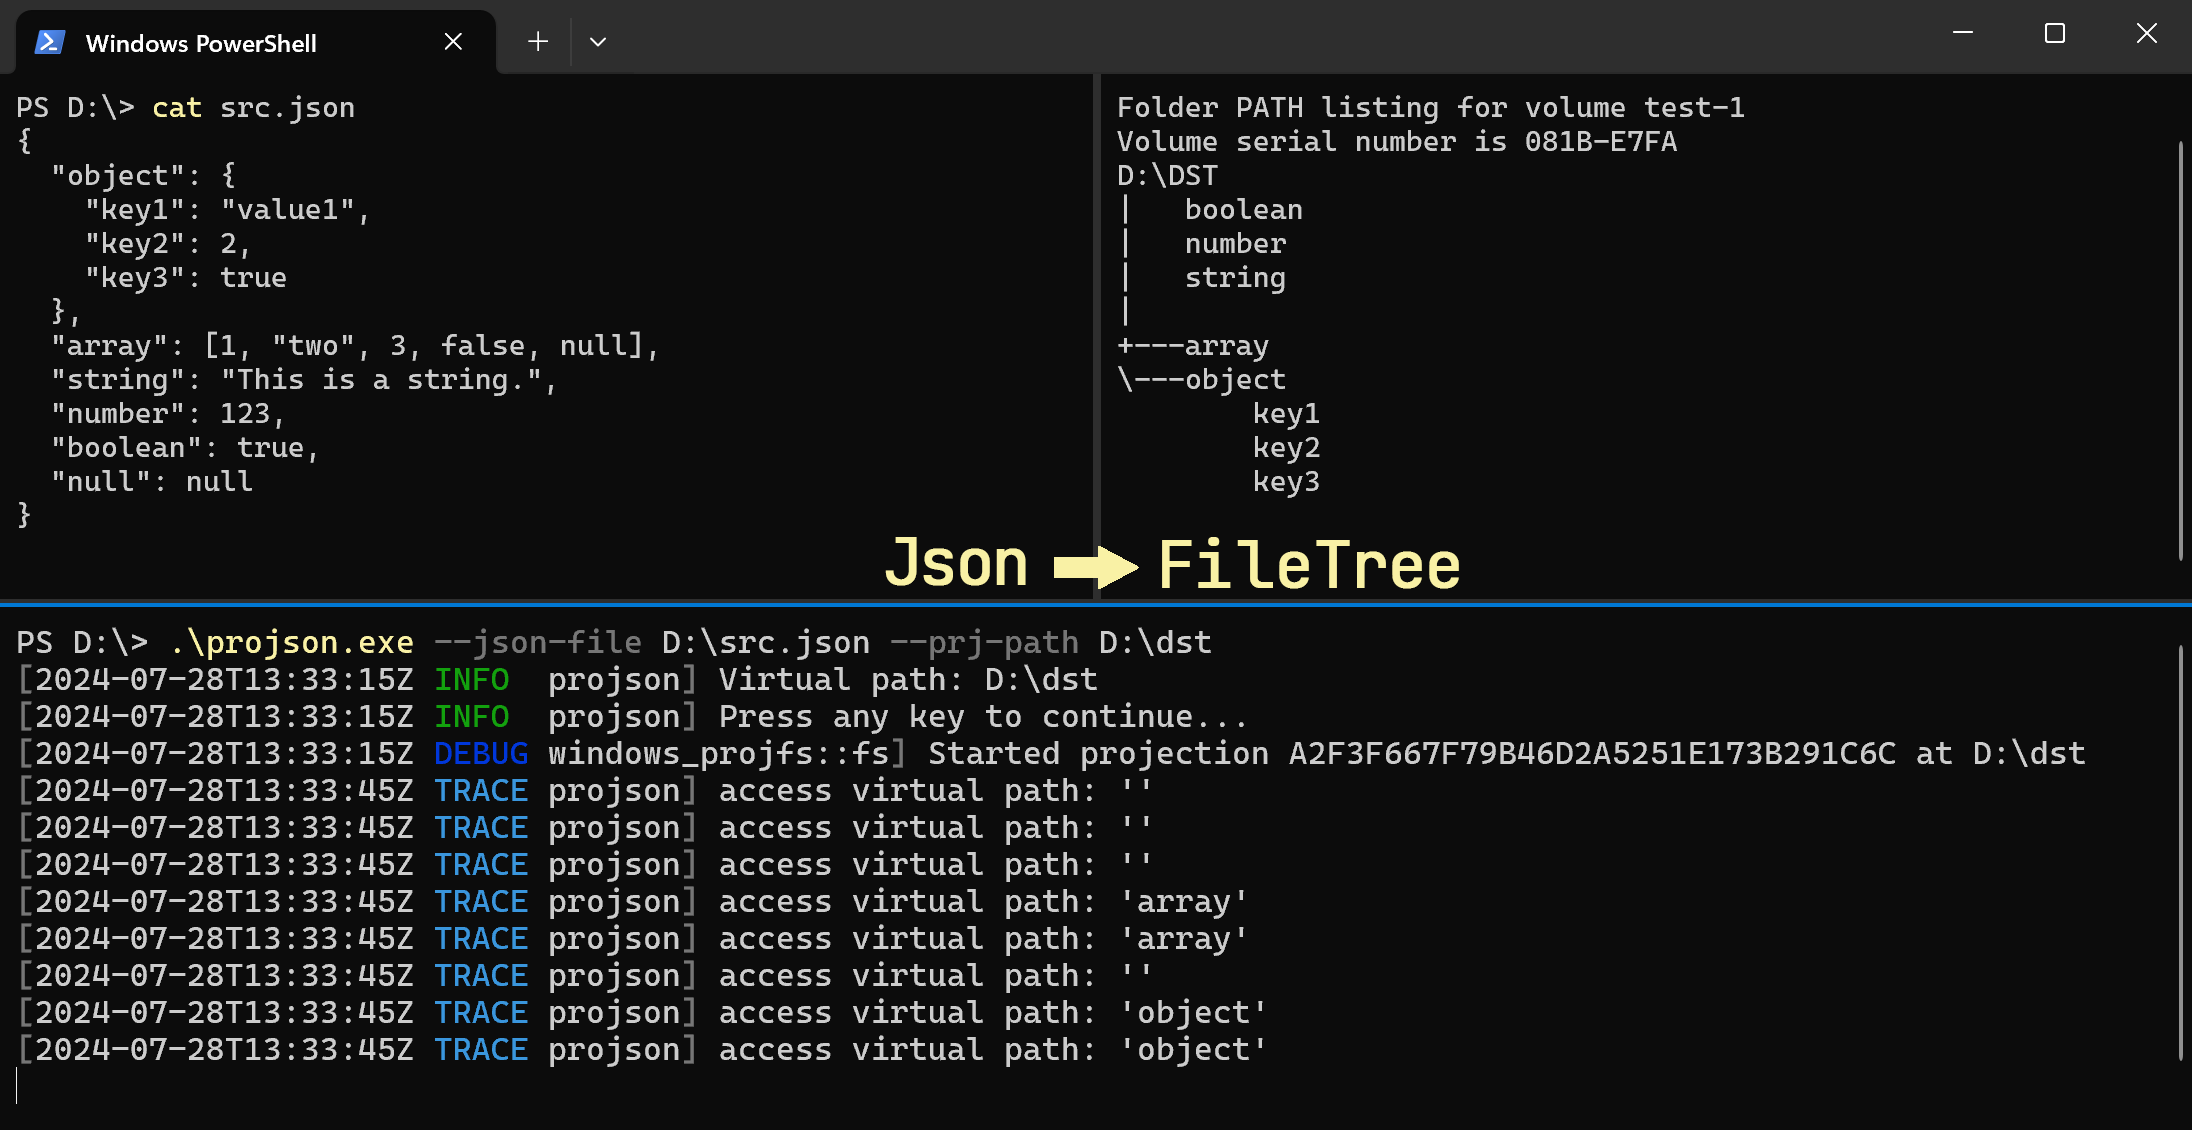 Windows PowerShell
PS D:\> cat src.json
{
  "object": {
    "key1": "value1",
    "key2": 2,
    "key3": true
  },
  "array": [1, "two", 3, false, null],
  "string": "This is a string.",
  "number": 123,
  "boolean": true,
  "null": null
}
Folder PATH listing for volume test-1
Volume serial number is 081B-E7FA
D:\DST
|   boolean
|   number
|   string
|
+---array
\---object
        key1
        key2
        key3
Json FileTree
PS D:\> .\projson.exe --json-file D:\src.json --prj-path D:\dst
[2024-07-28T13:33:15Z INFO  projson] Virtual path: D:\dst
[2024-07-28T13:33:15Z INFO  projson] Press any key to continue...
[2024-07-28T13:33:15Z DEBUG windows_projfs::fs] Started projection A2F3F667F79B46D2A5251E173B291C6C at D:\dst
[2024-07-28T13:33:45Z TRACE projson] access virtual path: ''
[2024-07-28T13:33:45Z TRACE projson] access virtual path: ''
[2024-07-28T13:33:45Z TRACE projson] access virtual path: ''
[2024-07-28T13:33:45Z TRACE projson] access virtual path: 'array'
[2024-07-28T13:33:45Z TRACE projson] access virtual path: 'array'
[2024-07-28T13:33:45Z TRACE projson] access virtual path: ''
[2024-07-28T13:33:45Z TRACE projson] access virtual path: 'object'
[2024-07-28T13:33:45Z TRACE projson] access virtual path: 'object'